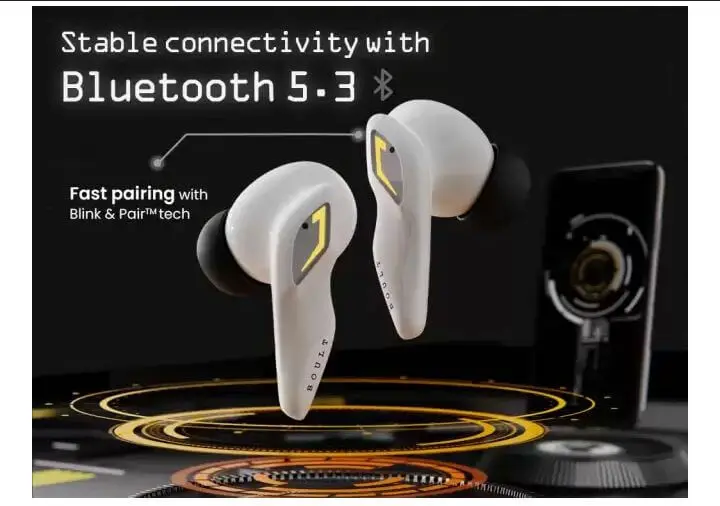 Stable connectivity with
Bluetooth 5.3
Fast pairing with
Blink & Pair™ tech
BOULT
BOULT